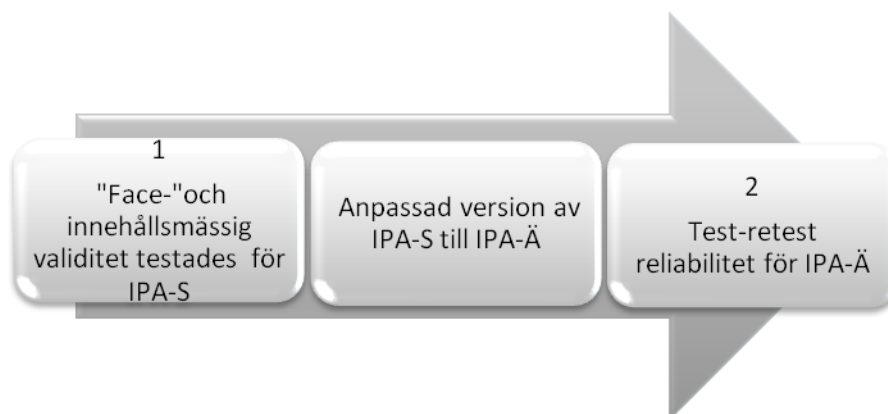 1
"Face-"och
innehållsmässig
validitet testades för
IPA-S
Anpassad version av
IPA-S till IPA-Ä
2
Test-retest
reliabilitet för IPA-Ä